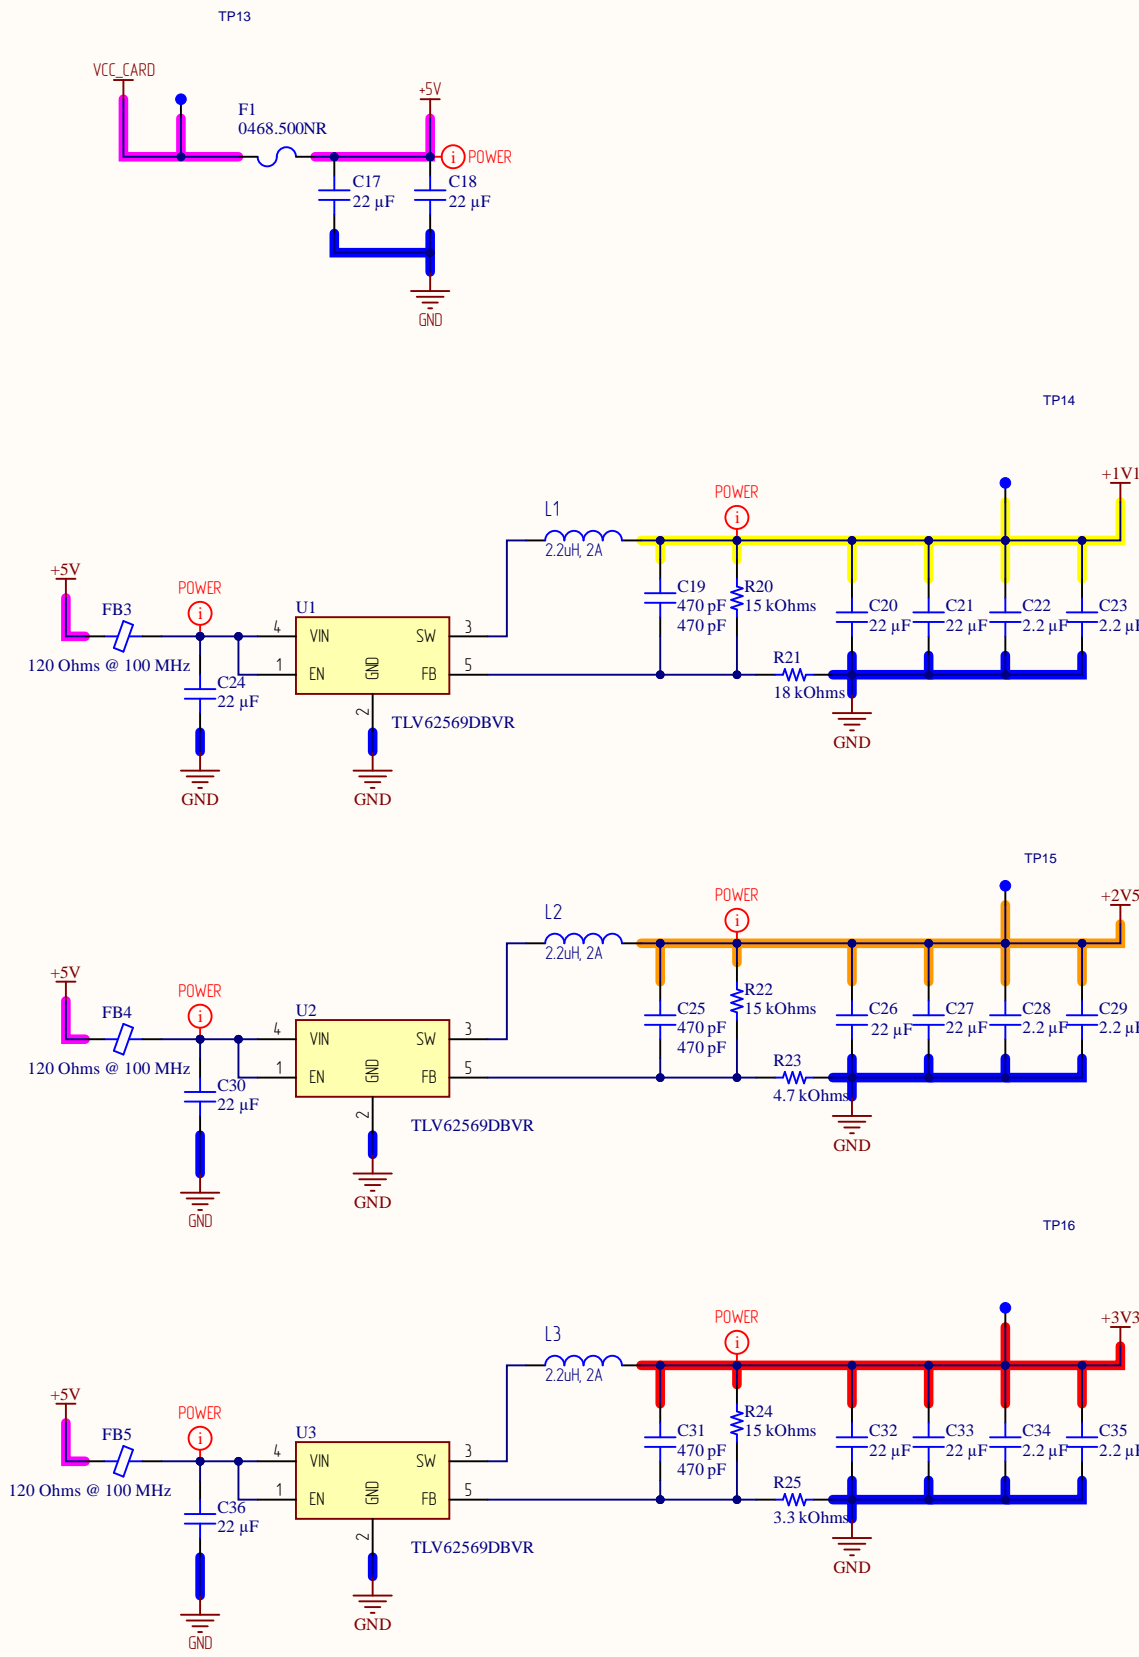 TP13
VCC_CARD
+5V
F1
0468.500NR
i POWER
C17
22 µF
C18
22 µF
GND
TP14
+1V1
POWER
i
L1
2.2uH, 2A
+5V
FB3
120 Ohms @ 100 MHz
POWER
i
U1
4 VIN
SW 3
1 EN
GND
FB 5
2
TLV62569DBVR
C24
22 µF
GND
GND
C19
470 pF
470 pF
R20
15 kOhms
R21
18 kOhms
C20
22 µF
C21
22 µF
C22
2.2 µF
C23
2.2 µF
GND
TP15
+2V5
POWER
i
L2
2.2uH, 2A
+5V
FB4
120 Ohms @ 100 MHz
POWER
i
U2
4 VIN
SW 3
1 EN
GND
FB 5
2
TLV62569DBVR
C30
22 µF
GND
GND
C25
470 pF
470 pF
R22
15 kOhms
R23
4.7 kOhms
C26
22 µF
C27
22 µF
C28
2.2 µF
C29
2.2 µF
GND
TP16
+3V3
POWER
i
L3
2.2uH, 2A
+5V
FB5
120 Ohms @ 100 MHz
POWER
i
U3
4 VIN
SW 3
1 EN
GND
FB 5
2
TLV62569DBVR
C36
22 µF
GND
GND
C31
470 pF
470 pF
R24
15 kOhms
R25
3.3 kOhms
C32
22 µF
C33
22 µF
C34
2.2 µF
C35
2.2 µF
GND